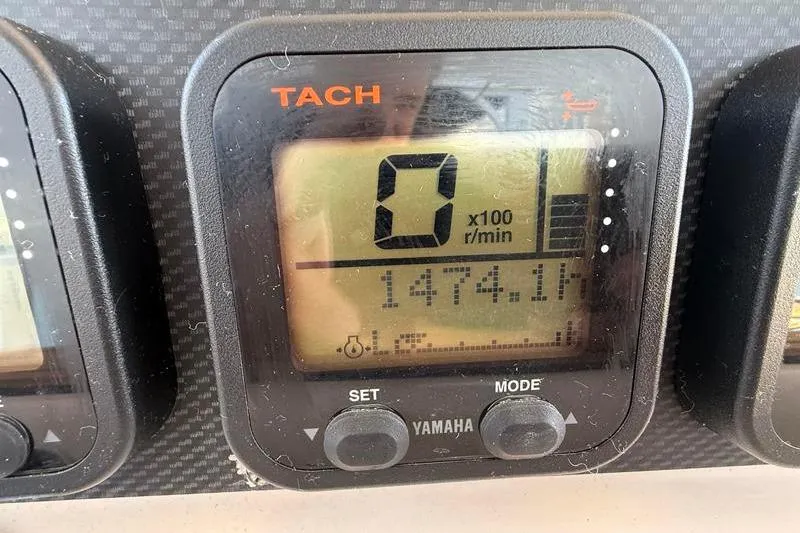 TACH
0
x100
r/min
1474.1h
SET
MODE
YAMAHA